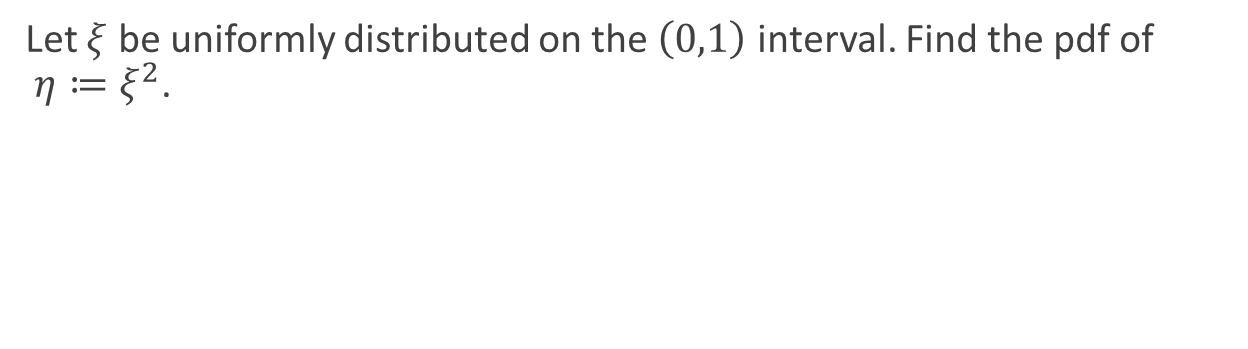 Let ξ be uniformly distributed on the (0,1) interval. Find the pdf of
η ≔ ξ².